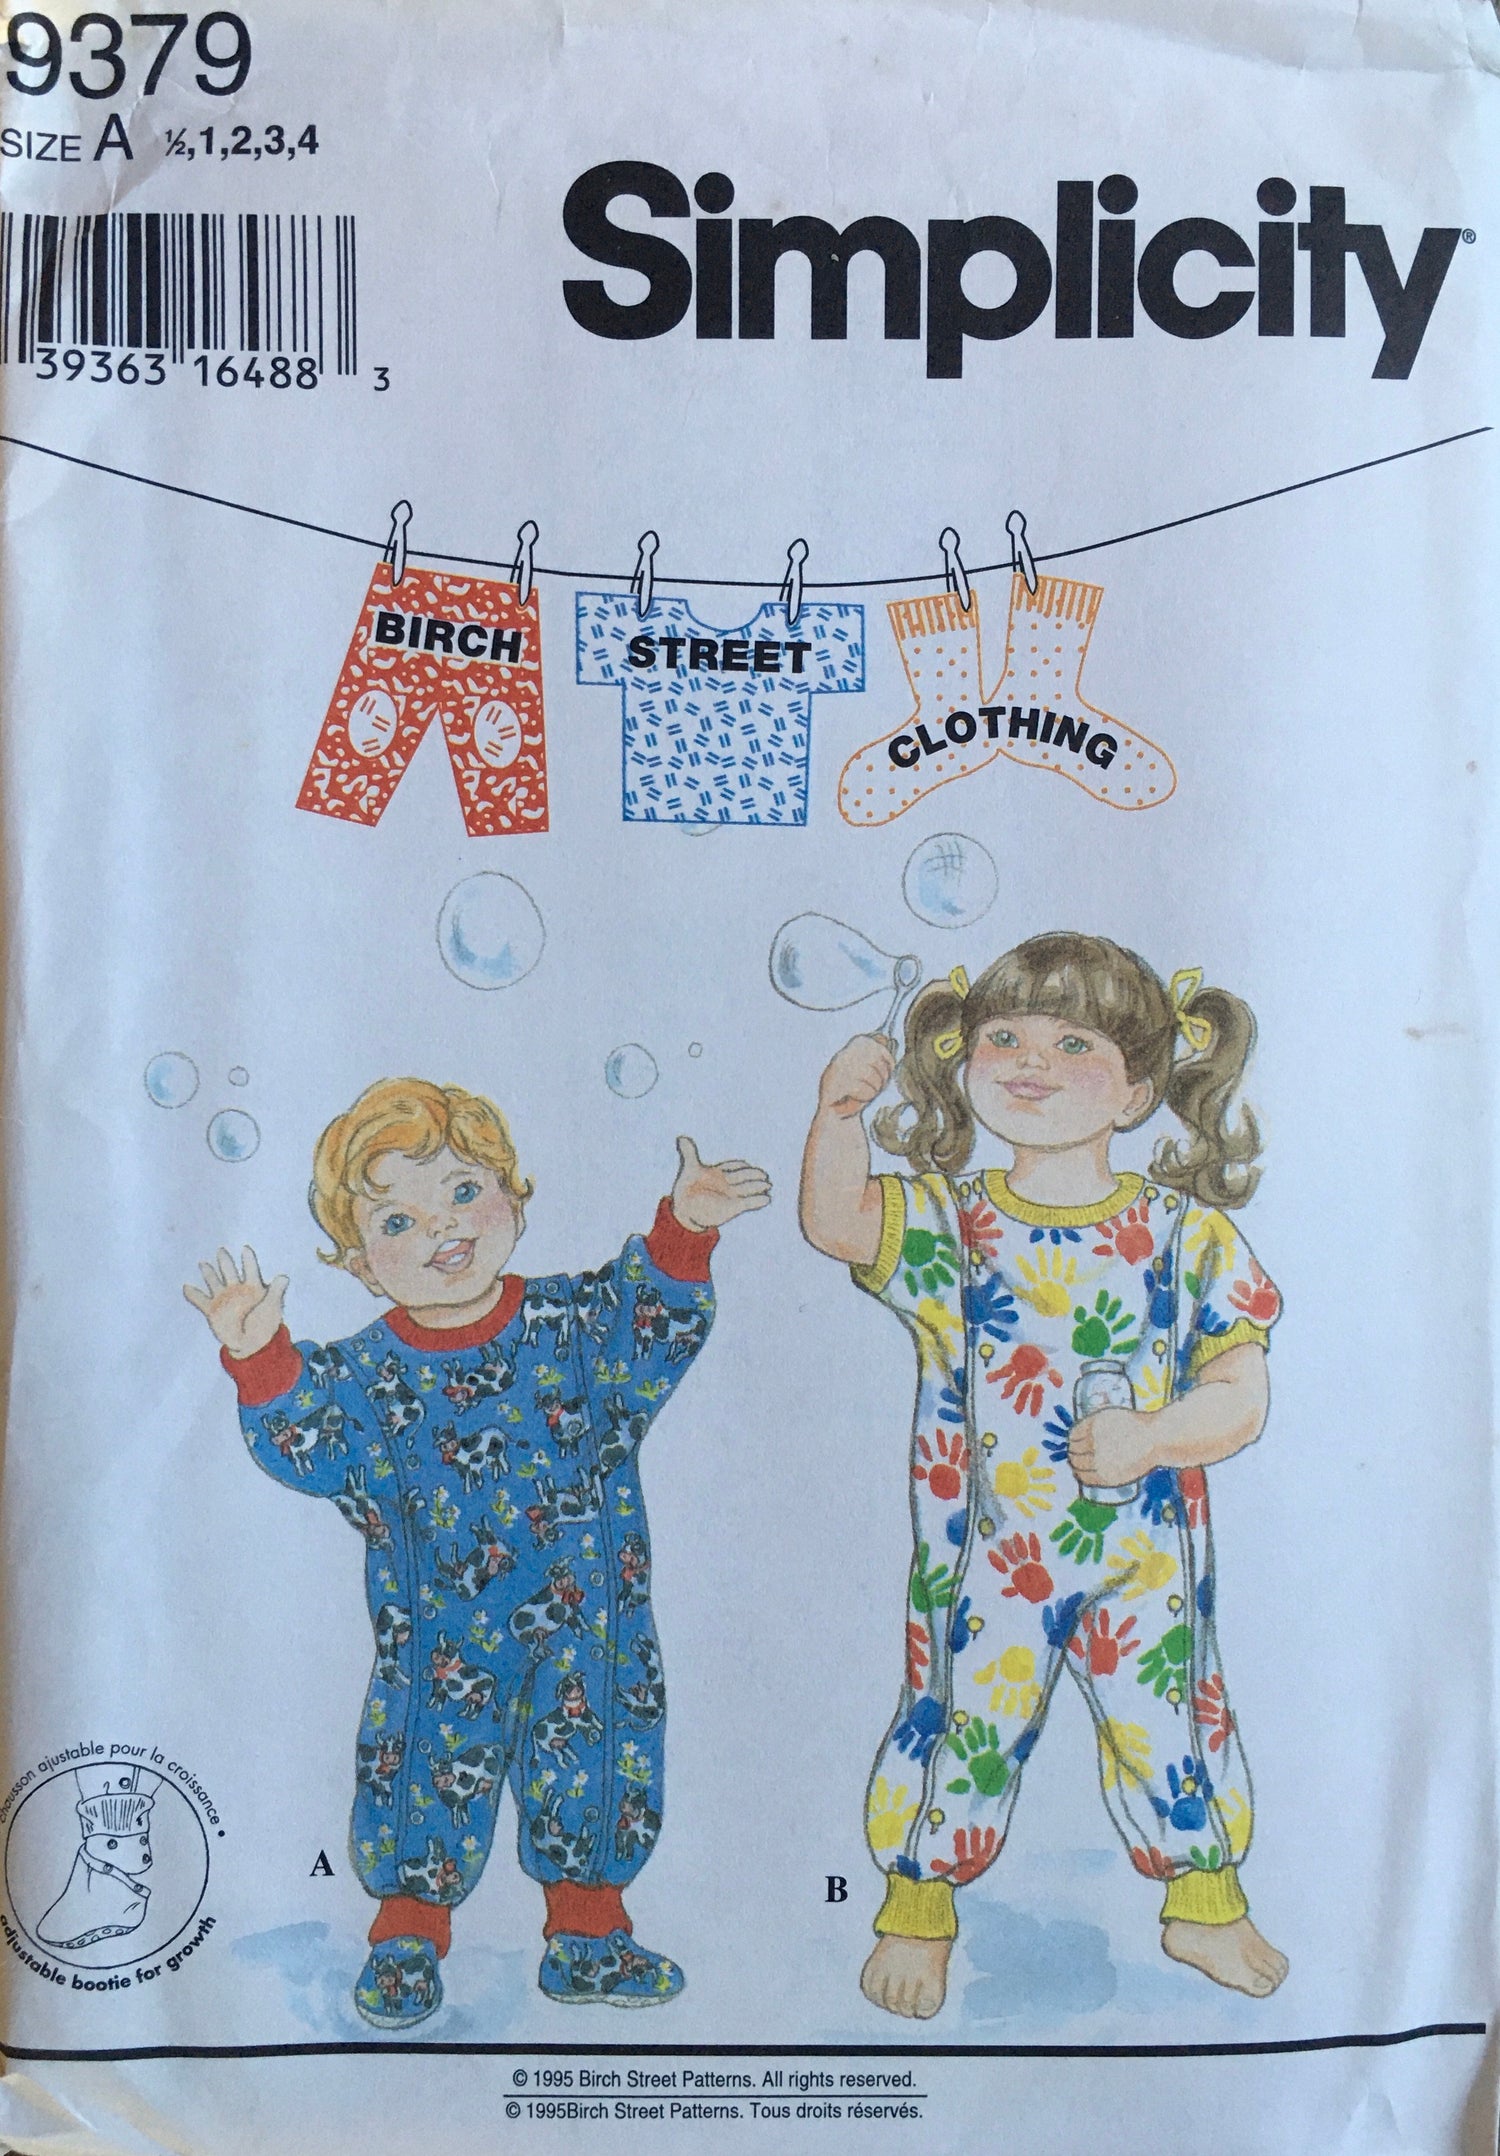 9379
SIZE A ½,1,2,3,4
Simplicity®
39363 16488 3
BIRCH
STREET
CLOTHING
chausson ajustable pour la croissance •
adjustable bootie for growth
A
B
© 1995 Birch Street Patterns. All rights reserved.
© 1995Birch Street Patterns. Tous droits réservés.